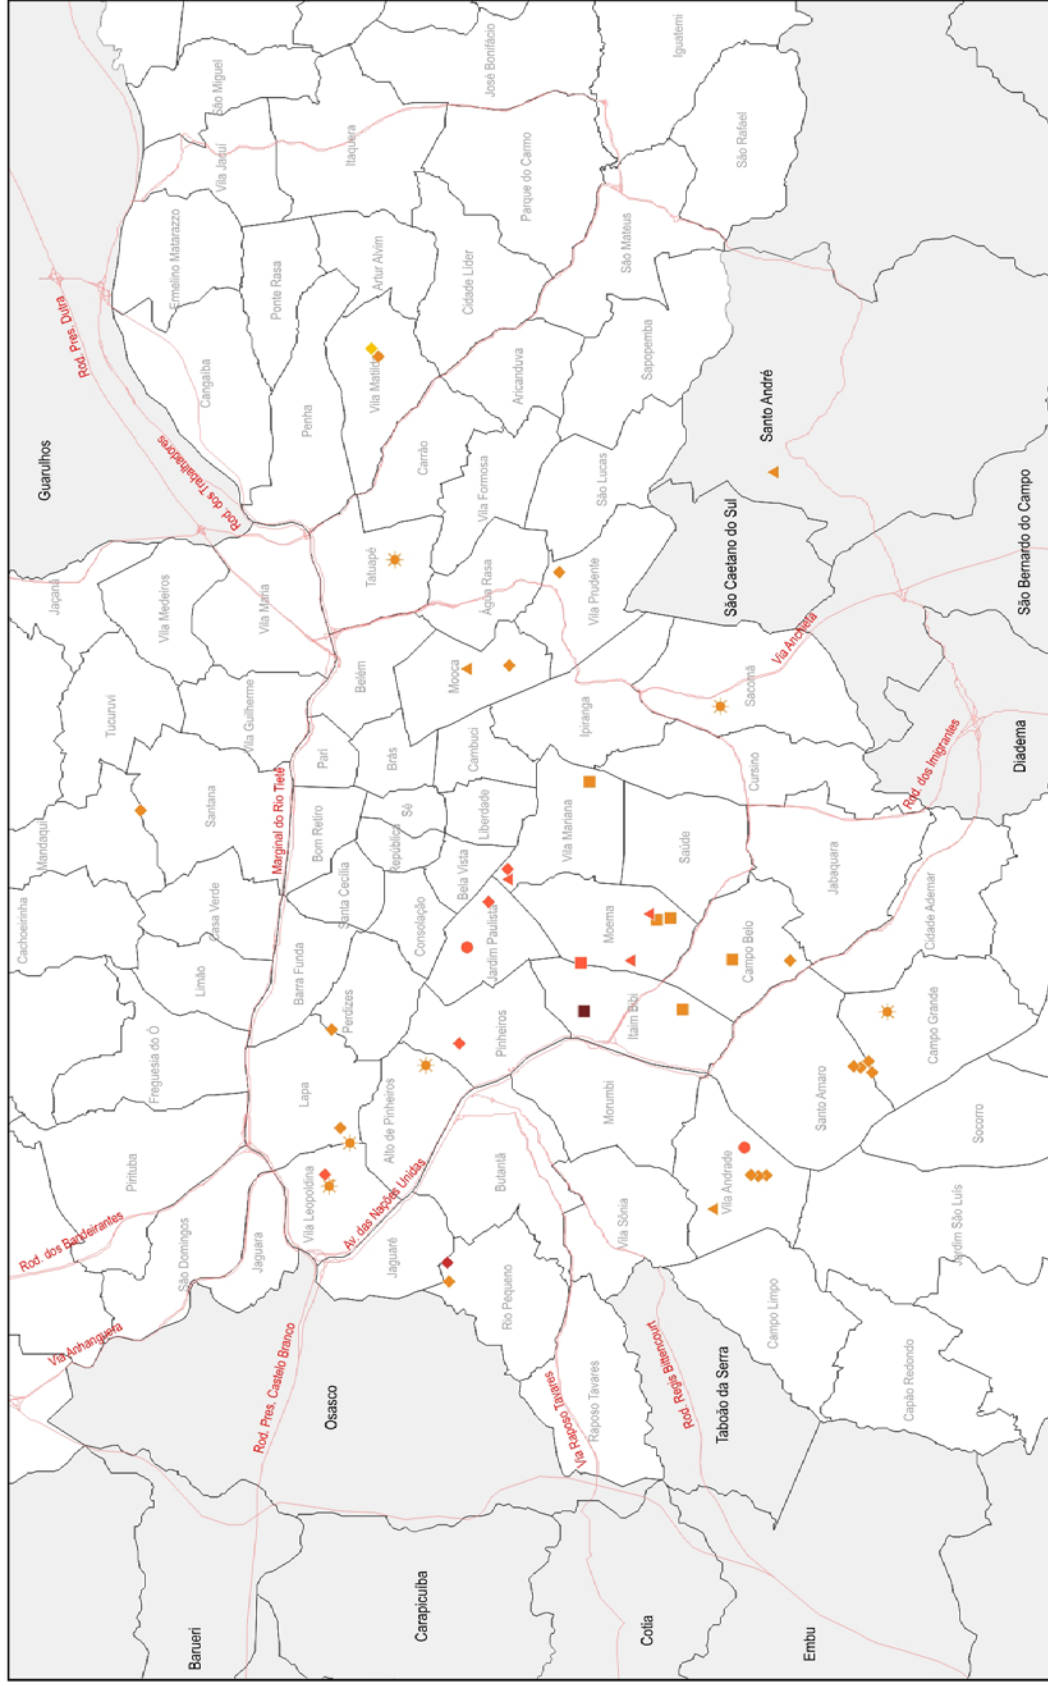 Guarulhos
Rod. Pres. Dutra
Rod. dos Trabalhadores
São Miguel
José Bonifácio
Iguatemi
Vila Jacuí
Itaquera
Parque do Carmo
São Rafael
Ermelino Matarazzo
Ponte Rasa
Artur Alvim
Cidade Líder
São Mateus
Cangaíba
Penha
Vila Matild
Aricanduva
Sapopemba
Carrão
Vila Formosa
São Lucas
Santo André
Jaçanã
Vila Medeiros
Vila Maria
Tatuapé
Água Rasa
Vila Prudente
São Caetano do Sul
São Bernardo do Campo
Tucuruvi
Vila Guilherme
Belém
Mooca
Ipiranga
Sacomã
Via Anchieta
Mandaqui
Santana
Marginal do Rio Tietê
Pari
Brás
Cambuci
Cursino
Rod. dos Imigrantes
Diadema
Cachoeirinha
Casa Verde
Bom Retiro
República
Sé
Liberdade
Vila Mariana
Saúde
Jabaquara
Limão
Santa Cecília
Consolação
Bela Vista
Jardim Paulista
Moema
Campo Belo
Cidade Ademar
Freguesia do Ó
Barra Funda
Perdizes
Pinheiros
Itaim Bibi
Campo Grande
Pirituba
Lapa
Alto de Pinheiros
Morumbi
Santo Amaro
Socorro
Rod. dos Bandeirantes
São Domingos
Jaguara
Vila Leopoldina
Av. das Nações Unidas
Jaguaré
Butantã
Vila Sônia
Vila Andrade
Jardim São Luís
Via Anhanguera
Rio Pequeno
Campo Limpo
Rod. Pres. Castelo Branco
Osasco
Via Raposo Tavares
Raposo Tavares
Rod. Regis Bittencourt
Taboão da Serra
Capão Redondo
Barueri
Carapicuíba
Cotia
Embu